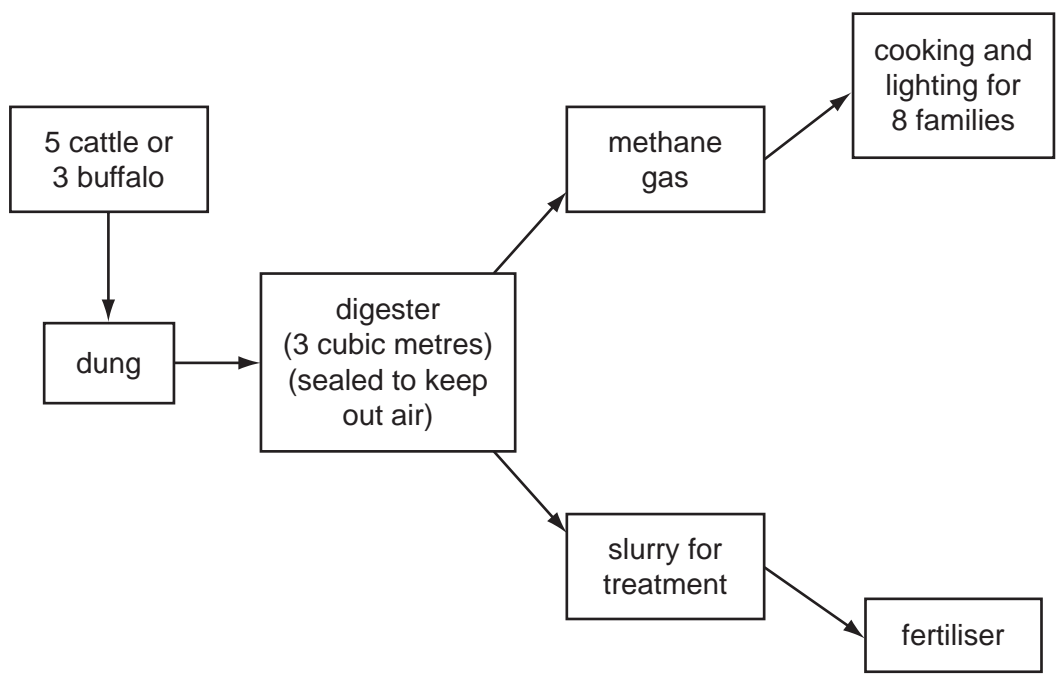 5 cattle or
3 buffalo
dung
digester
(3 cubic metres)
(sealed to keep
out air)
methane
gas
cooking and
lighting for
8 families
slurry for
treatment
fertiliser